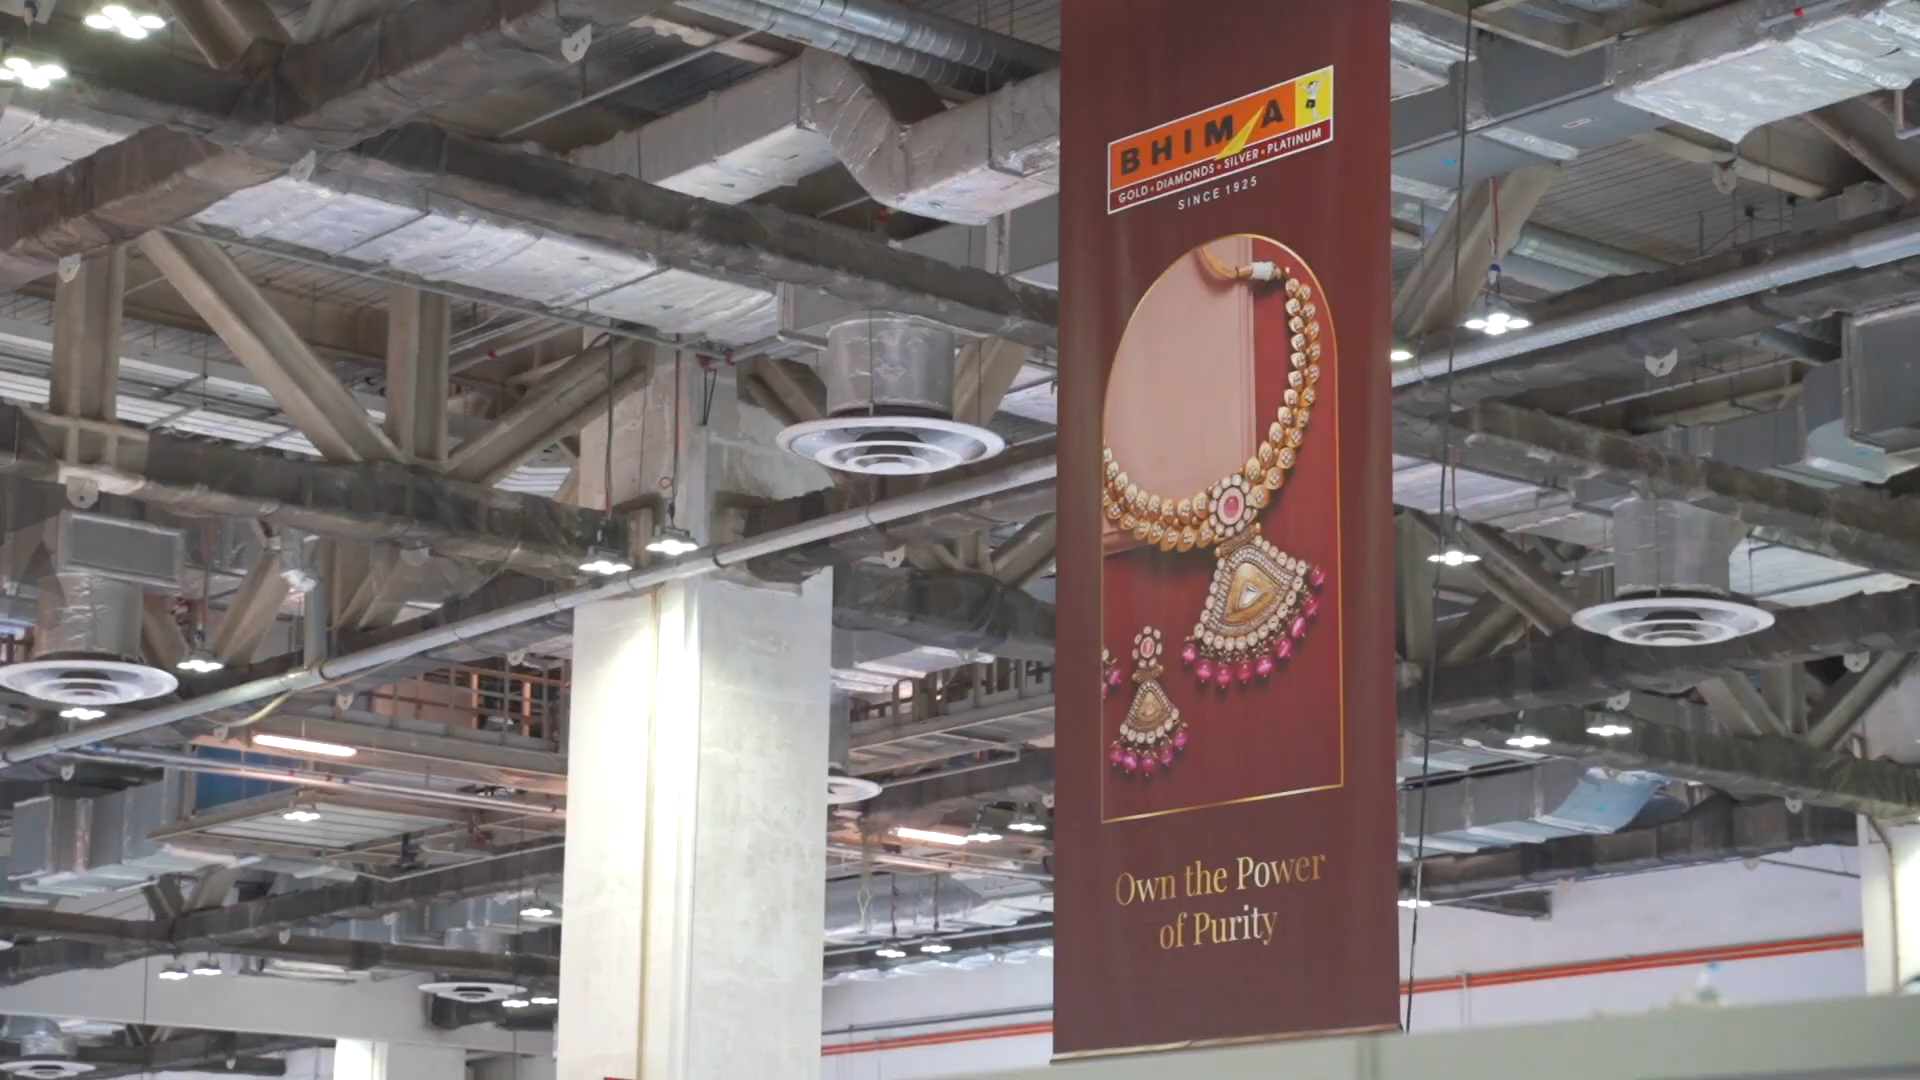 BHIMA
GOLD • DIAMONDS • SILVER • PLATINUM
SINCE 1925
Own the Power
of Purity